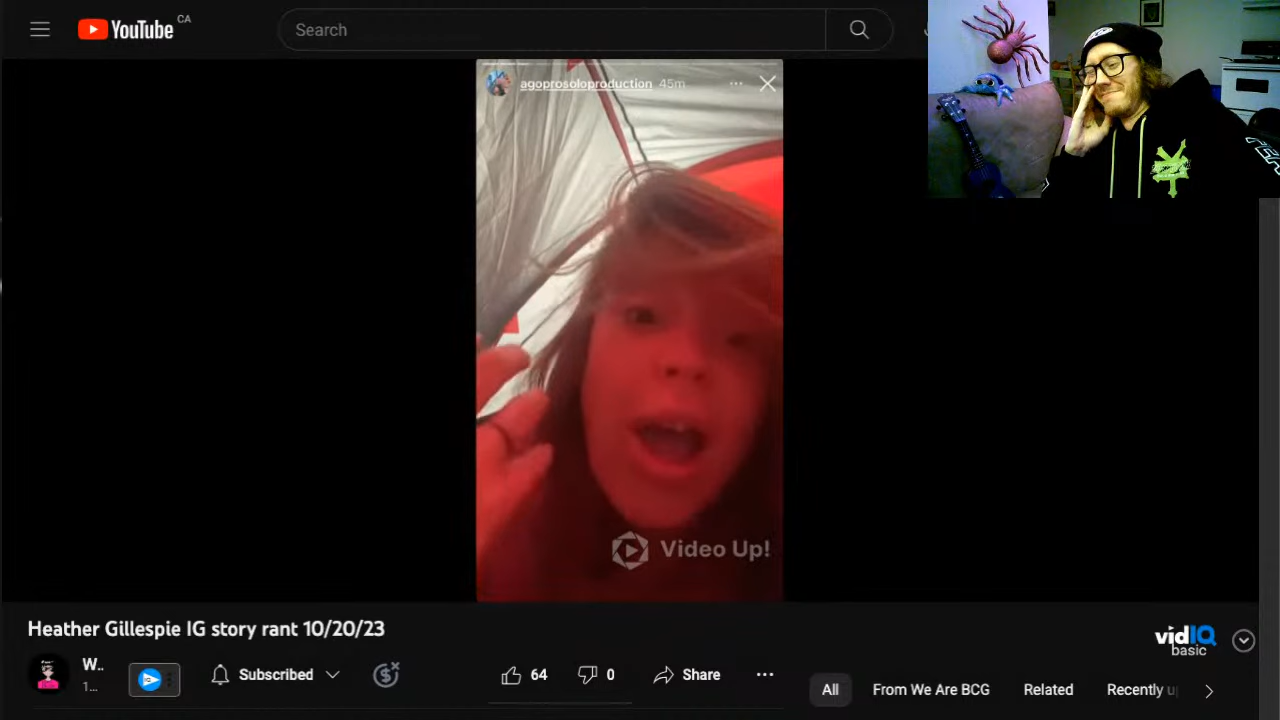 YouTube CA
Search
agoprosoloproduction 45m
Video Up!
Heather Gillespie IG story rant 10/20/23
vidIQ
basic
W..
1...
Subscribed
64
0
Share
All
From We Are BCG
Related
Recently u